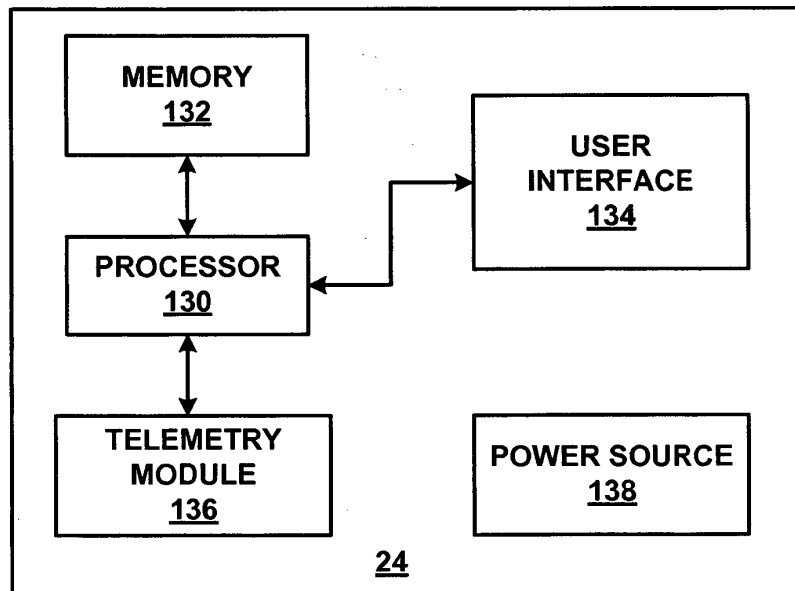 MEMORY
132
USER
INTERFACE
134
PROCESSOR
130
TELEMETRY
MODULE
136
POWER SOURCE
138
24